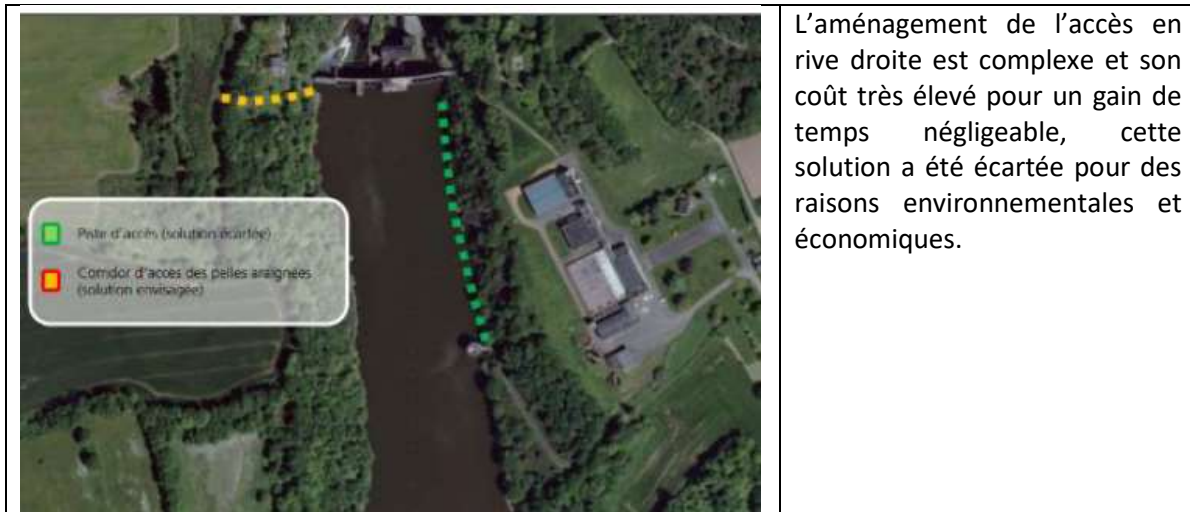 Piste d'accès (solution écartée)
Corridor d'accès des pelles araignées
(solution envisagée)
L'aménagement de l'accès en
rive droite est complexe et son
coût très élevé pour un gain de
temps négligeable, cette
solution a été écartée pour des
raisons environnementales et
économiques.